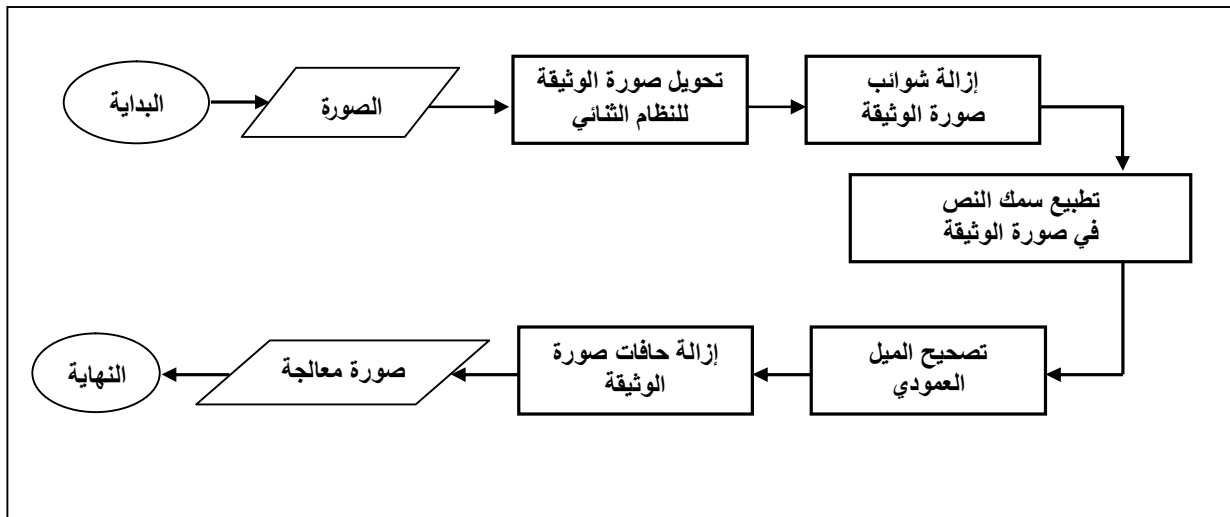 البداية
الصورة
تحويل صورة الوثيقة
للنظام الثنائي
إزالة شوائب
صورة الوثيقة
تطبيع سمك النص
في صورة الوثيقة
تصحيح الميل
العمودي
إزالة حافات صورة
الوثيقة
صورة معالجة
النهاية